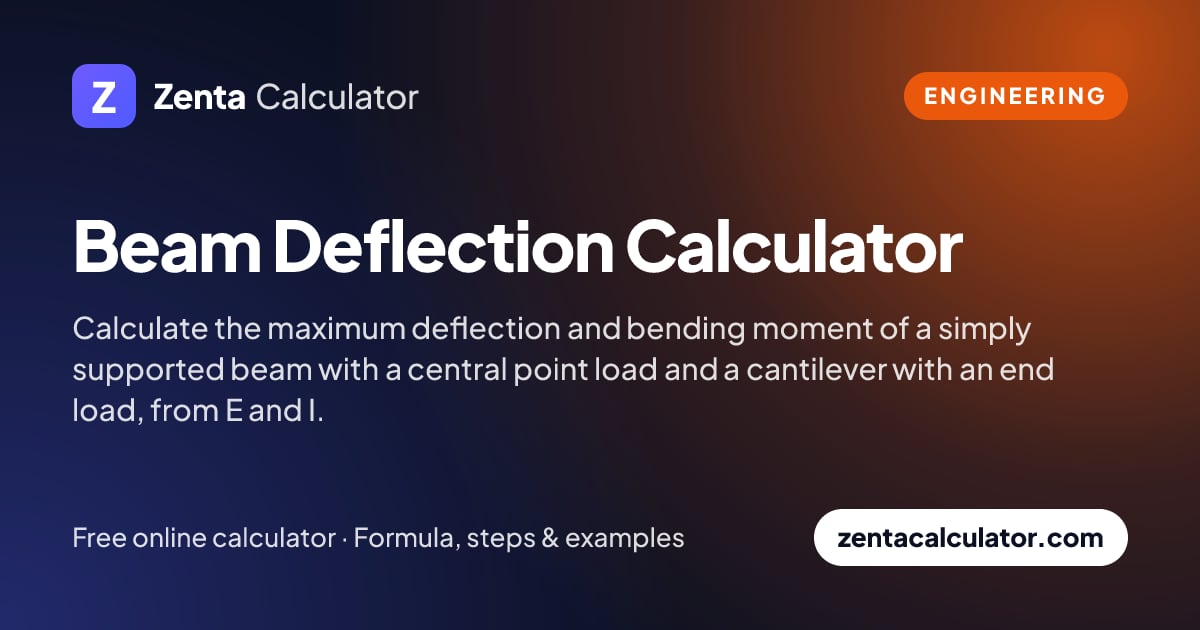 Z
Zenta Calculator
ENGINEERING
Beam Deflection Calculator
Calculate the maximum deflection and bending moment of a simply
supported beam with a central point load and a cantilever with an end
load, from E and I.
Free online calculator · Formula, steps & examples
zentacalculator.com